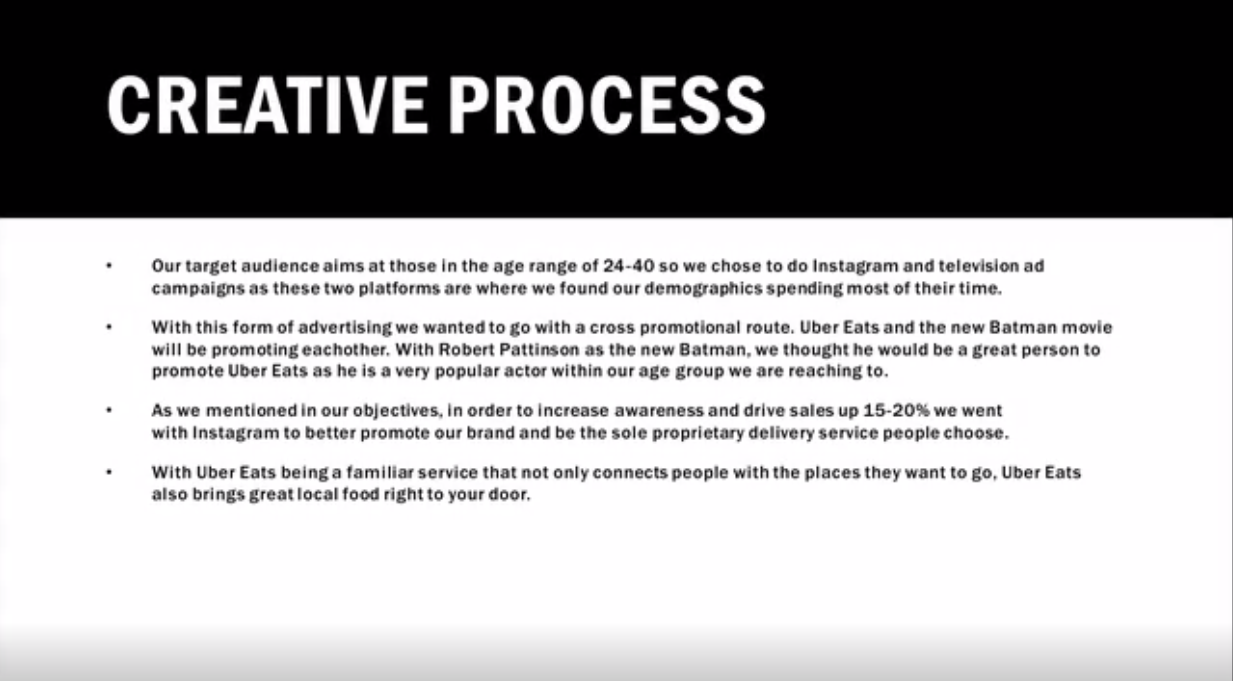 CREATIVE PROCESS
• Our target audience aims at those in the age range of 24-40 so we chose to do Instagram and television ad
campaigns as these two platforms are where we found our demographics spending most of their time.
• With this form of advertising we wanted to go with a cross promotional route. Uber Eats and the new Batman movie
will be promoting eachother. With Robert Pattinson as the new Batman, we thought he would be a great person to
promote Uber Eats as he is a very popular actor within our age group we are reaching to.
• As we mentioned in our objectives, in order to increase awareness and drive sales up 15-20% we went
with Instagram to better promote our brand and be the sole proprietary delivery service people choose.
• With Uber Eats being a familiar service that not only connects people with the places they want to go, Uber Eats
also brings great local food right to your door.